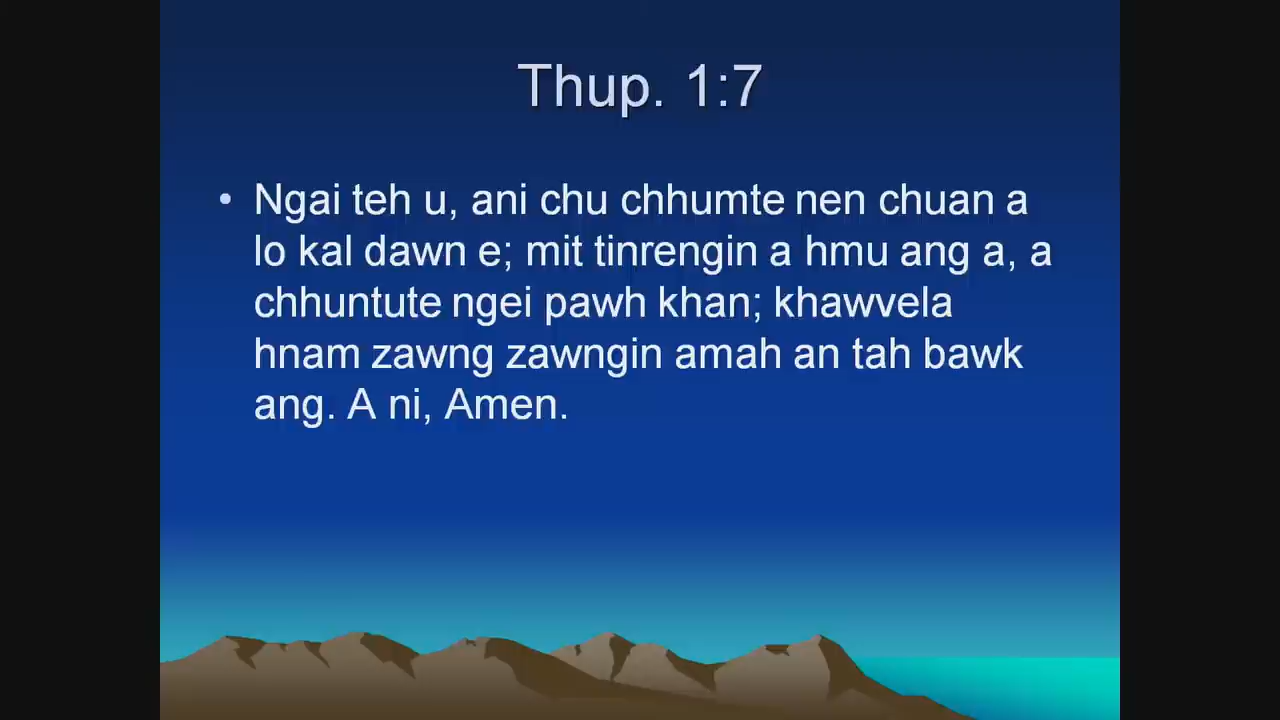 Thup. 1:7
• Ngai teh u, ani chu chhumte nen chuan a
lo kal dawn e; mit tinrengin a hmu ang a, a
chhuntute ngei pawh khan; khawvela
hnam zawng zawngin amah an tah bawk
ang. A ni, Amen.